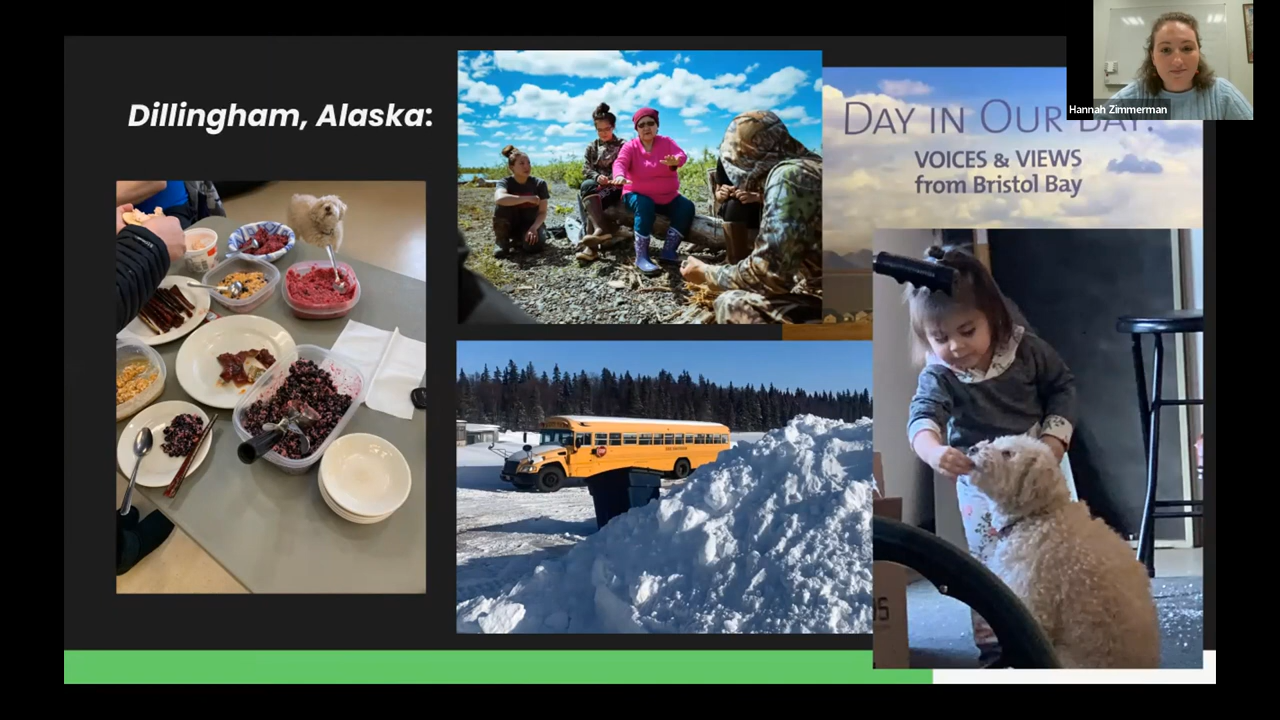 Dillingham, Alaska:
DAY IN OUR BAY:
VOICES & VIEWS
from Bristol Bay
Hannah Zimmerman